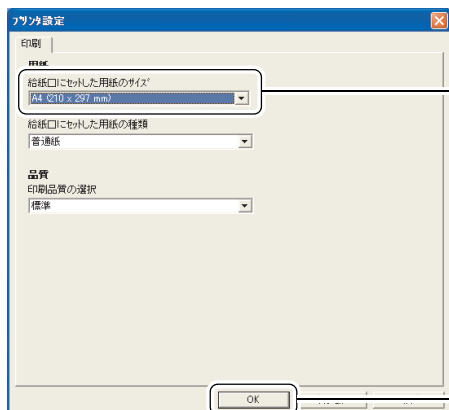 プリンタ設定
印刷
用紙
給紙口にセットした用紙のサイズ
A4 (210 x 297 mm)
給紙口にセットした用紙の種類
普通紙
品質
印刷品質の選択
標準
OK